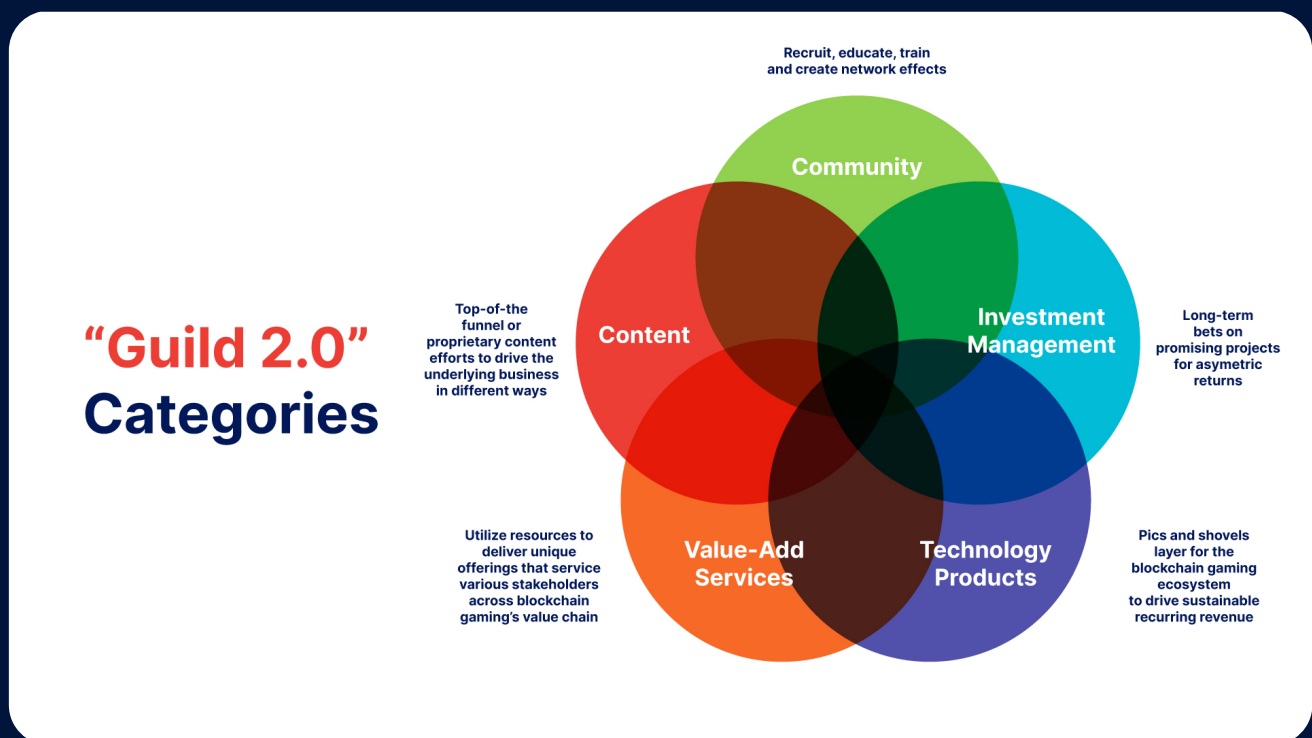 “Guild 2.0”
Categories
Recruit, educate, train
and create network effects
Community
Content
Investment
Management
Value-Add
Services
Technology
Products
Top-of-the
funnel or
proprietary content
efforts to drive the
underlying business
in different ways
Long-term
bets on
promising projects
for asymetric
returns
Utilize resources to
deliver unique
offerings that service
various stakeholders
across blockchain
gaming’s value chain
Pics and shovels
layer for the
blockchain gaming
ecosystem
to drive sustainable
recurring revenue